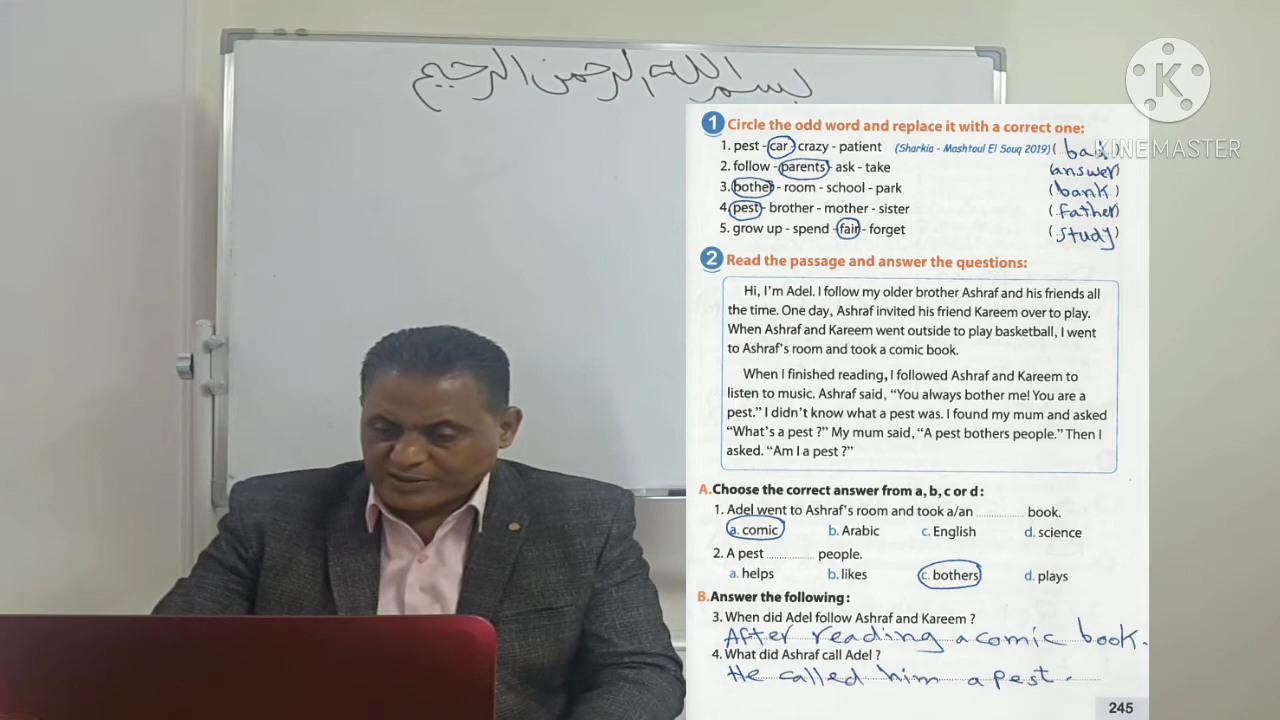 بسم الله الرحمن الرحيم
K
KINEMASTER
1 Circle the odd word and replace it with a correct one:
1. pest - car - crazy - patient (Sharkia - Mashtoul El Souq 2019) ( )
2. follow - parents - ask - take (answer)
3. bother - room - school - park (bank)
4. pest - brother - mother - sister (father)
5. grow up - spend - fair - forget (study)
2 Read the passage and answer the questions:
Hi, I'm Adel. I follow my older brother Ashraf and his friends all
the time. One day, Ashraf invited his friend Kareem over to play.
When Ashraf and Kareem went outside to play basketball, I went
to Ashraf's room and took a comic book.
When I finished reading, I followed Ashraf and Kareem to
listen to music. Ashraf said, "You always bother me! You are a
pest." I didn't know what a pest was. I found my mum and asked
"What's a pest ?" My mum said, "A pest bothers people." Then I
asked. "Am I a pest ?"
A. Choose the correct answer from a, b, c or d :
1. Adel went to Ashraf's room and took a/an ............ book.
a. comic b. Arabic c. English d. science
2. A pest ............ people.
a. helps b. likes c. bothers d. plays
B. Answer the following :
3. When did Adel follow Ashraf and Kareem ?
After reading a comic book.
4. What did Ashraf call Adel ?
He called him a pest.
245